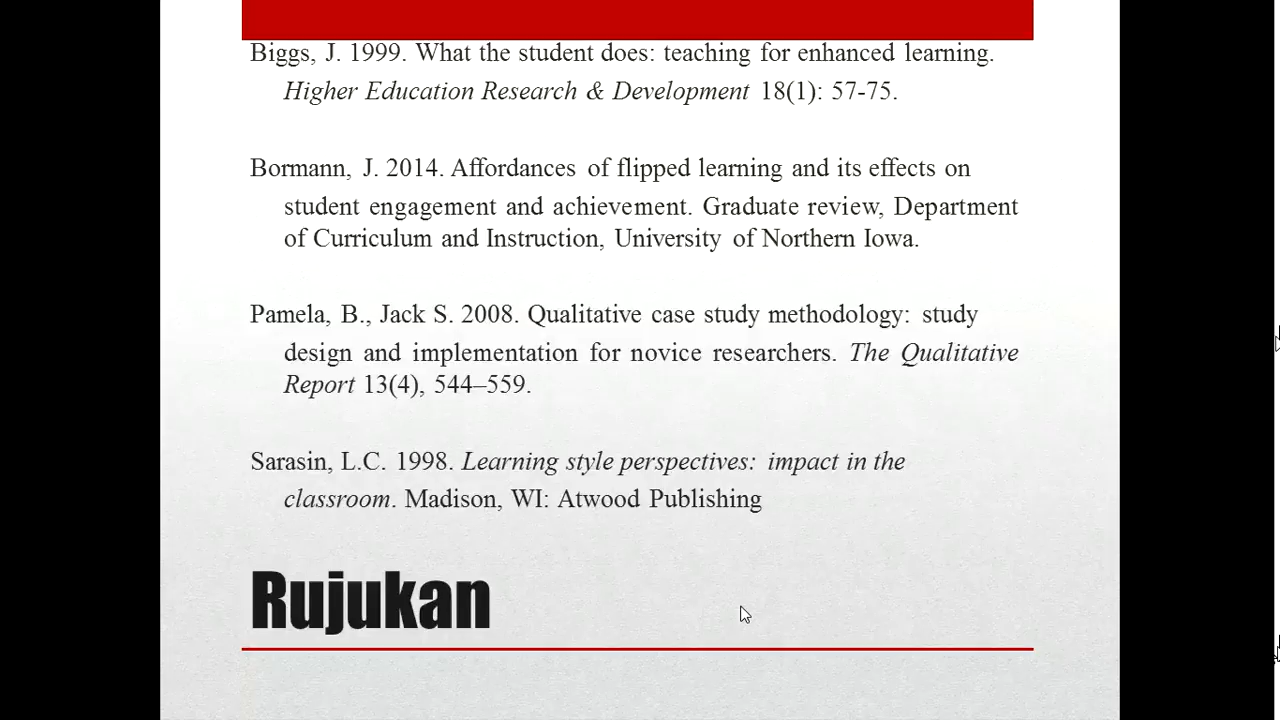 Biggs, J. 1999. What the student does: teaching for enhanced learning.
Higher Education Research & Development 18(1): 57-75.
Bormann, J. 2014. Affordances of flipped learning and its effects on
student engagement and achievement. Graduate review, Department
of Curriculum and Instruction, University of Northern Iowa.
Pamela, B., Jack S. 2008. Qualitative case study methodology: study
design and implementation for novice researchers. The Qualitative
Report 13(4), 544–559.
Sarasin, L.C. 1998. Learning style perspectives: impact in the
classroom. Madison, WI: Atwood Publishing
Rujukan